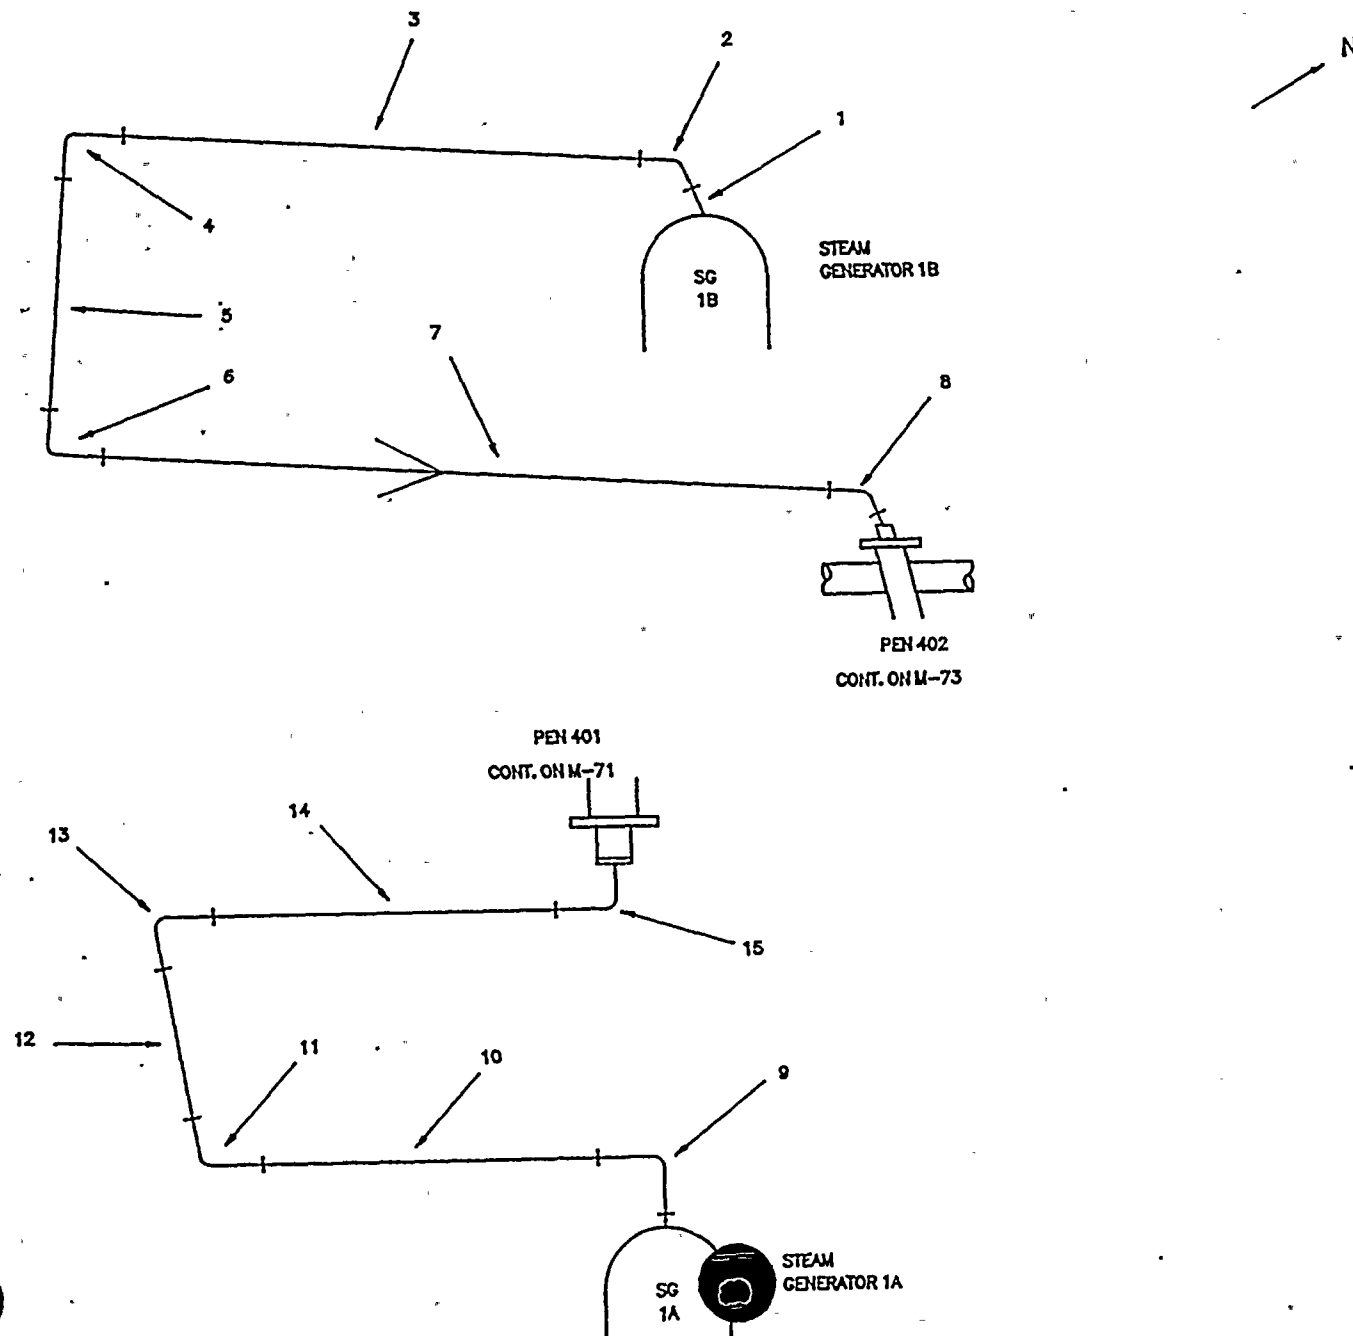 3
2
N
1
4
STEAM
GENERATOR 1B
SG
1B
5
7
6
8
PEN 402
CONT. ON M-73
PEN 401
CONT. ON M-71
14
13
15
12
11
10
9
STEAM
GENERATOR 1A
SG
1A